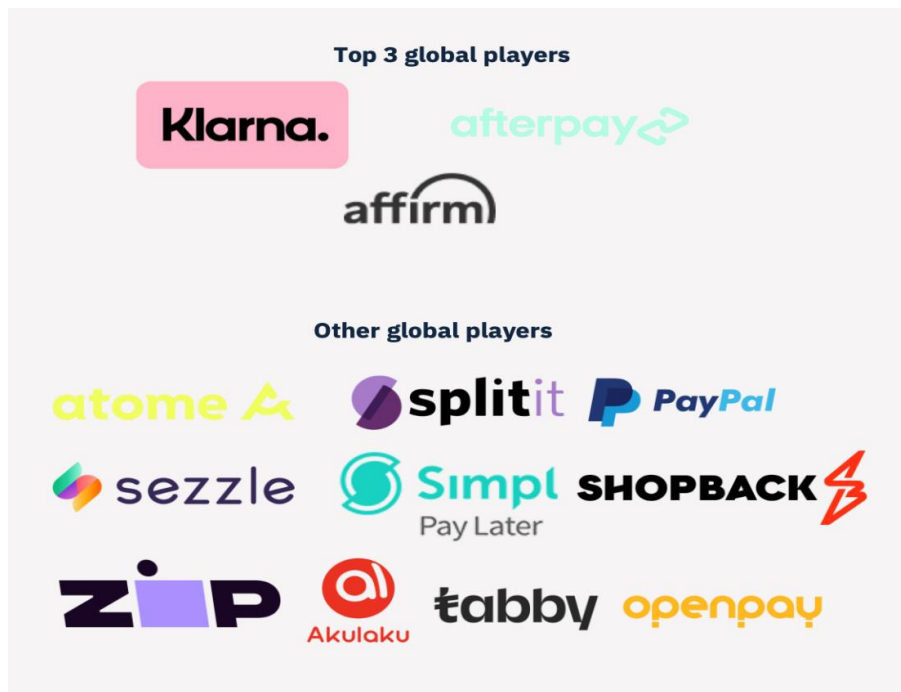 Top 3 global players
Klarna.
afterpay
affirm
Other global players
atome
splitit
PayPal
sezzle
Sımpl
Pay Later
SHOPBACK
ZIP
Akulaku
tabby
openpay